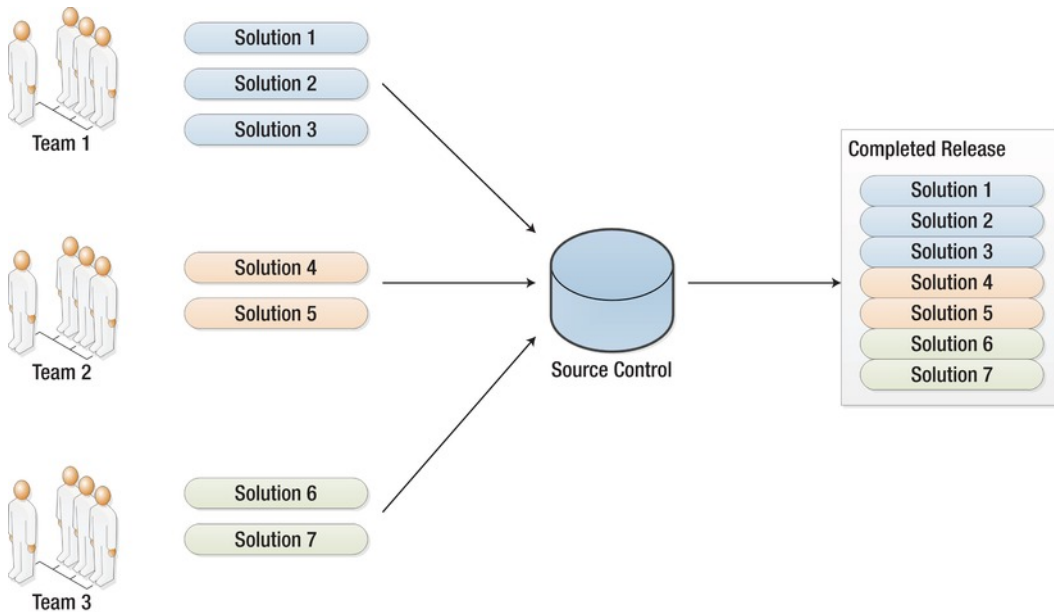 Solution 1
Solution 2
Solution 3
Team 1
Solution 4
Solution 5
Team 2
Solution 6
Solution 7
Team 3
Source Control
Completed Release
Solution 1
Solution 2
Solution 3
Solution 4
Solution 5
Solution 6
Solution 7